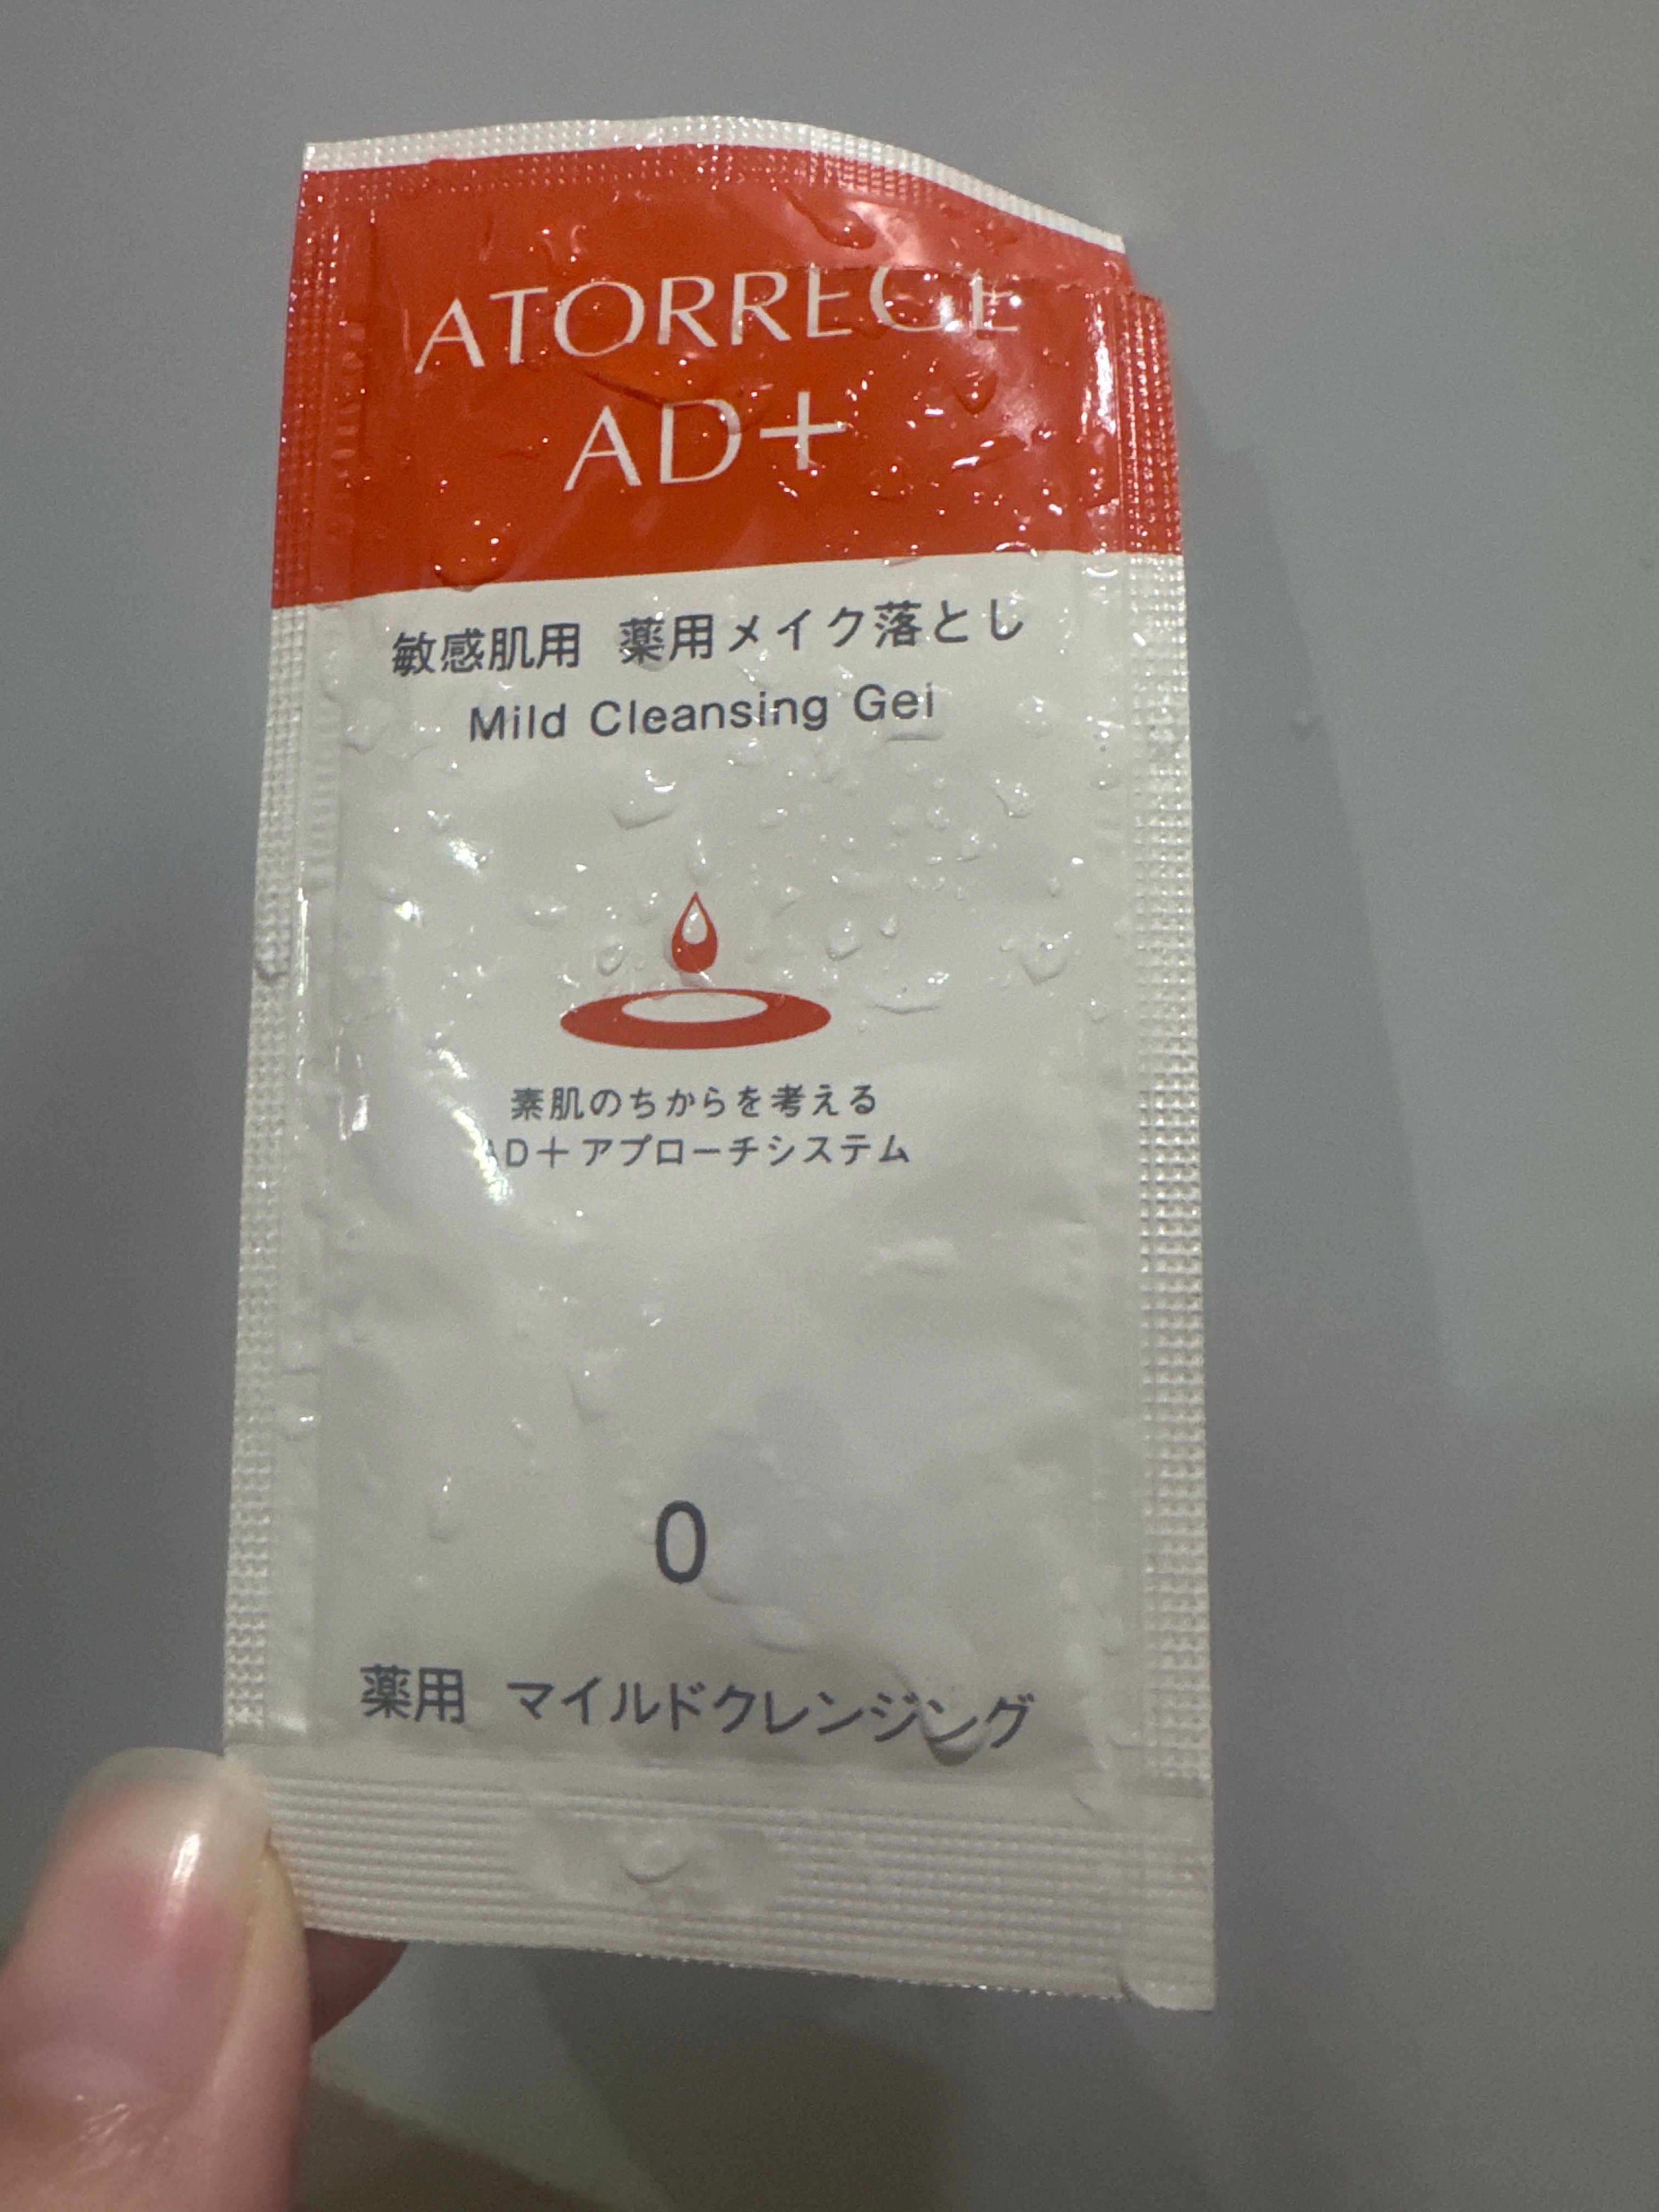 ATORREGE
AD+
敏感肌用 薬用メイク落とし
Mild Cleansing Gel
素肌のちからを考える
AD+アプローチシステム
0
薬用 マイルドクレンジング